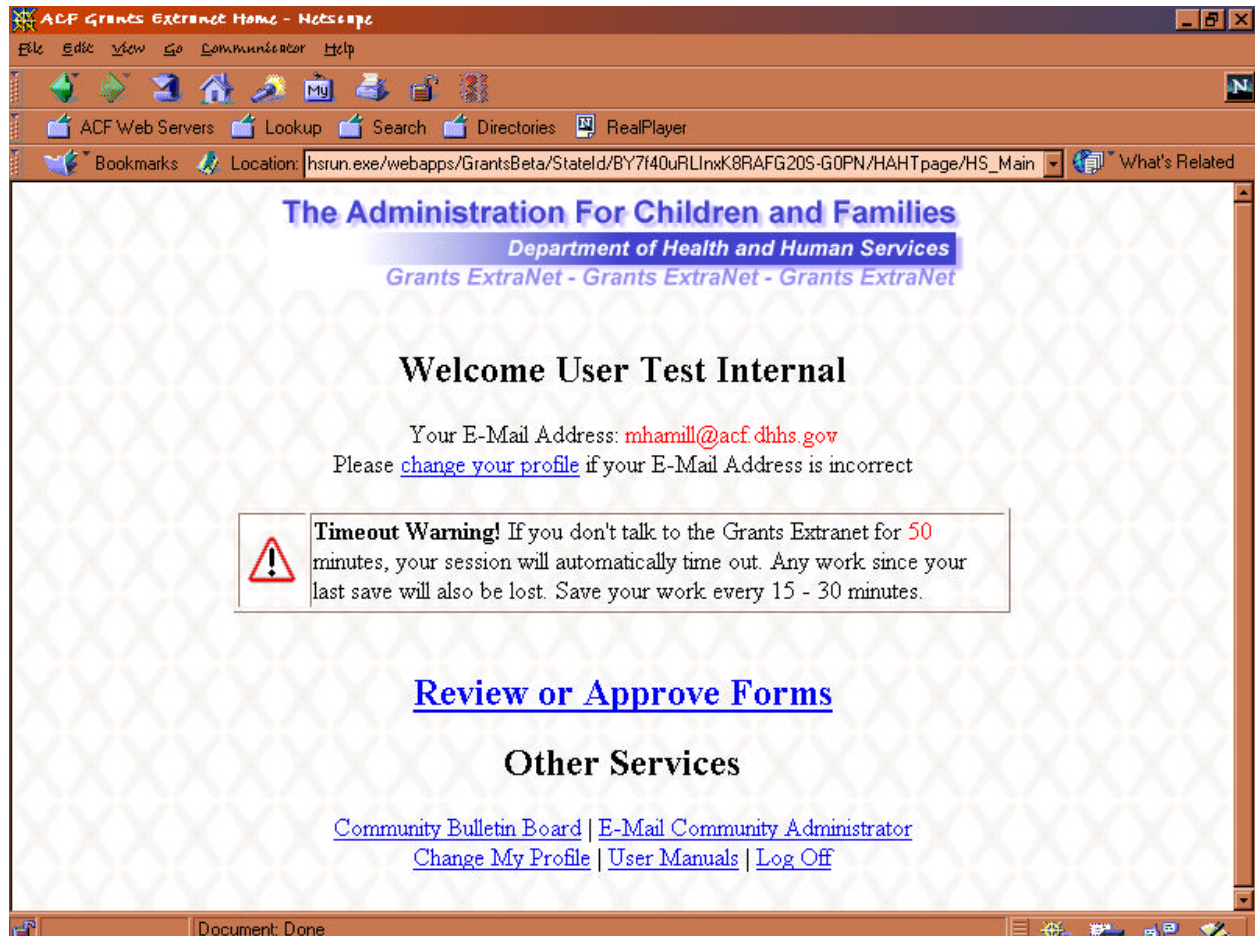 ACF Grants Extranet Home - Netscape
File Edit View Go Communicator Help
My
N
ACF Web Servers Lookup Search Directories RealPlayer
Bookmarks Location: hsrun.exe/webapps/GrantsBeta/StateId/BY7f40uRLInxK8RAFG20S-G0PN/HAHTpage/HS_Main What's Related
The Administration For Children and Families
Department of Health and Human Services
Grants ExtraNet - Grants ExtraNet - Grants ExtraNet
Welcome User Test Internal
Your E-Mail Address: mhamill@acf.dhhs.gov
Please change your profile if your E-Mail Address is incorrect
Timeout Warning! If you don't talk to the Grants Extranet for 50
minutes, your session will automatically time out. Any work since your
last save will also be lost. Save your work every 15 - 30 minutes.
Review or Approve Forms
Other Services
Community Bulletin Board | E-Mail Community Administrator
Change My Profile | User Manuals | Log Off
Document: Done